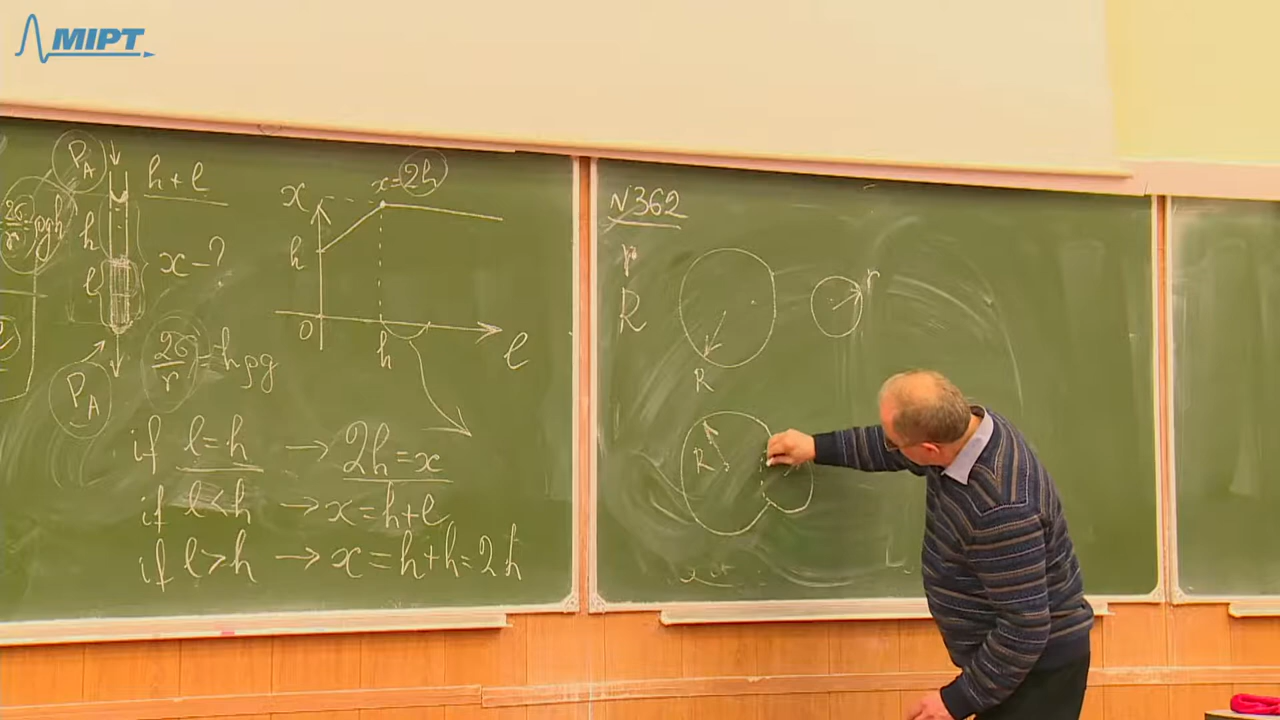 MIPT
P_A
h + l
2σ/r ρgh
h
l
x - ?
P_A
2σ/r = hρg
x
x = 2h
h
0
h
l
if l = h → 2h = x
if l < h → x = h + l
if l > h → x = h + h = 2h
N362
r
R
R
r
R